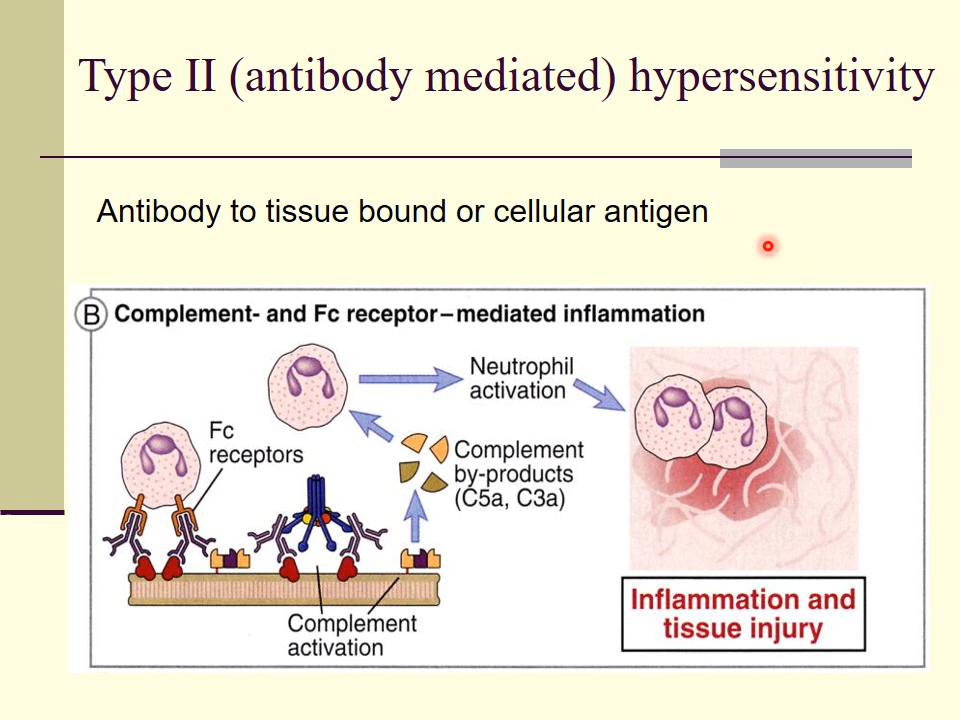 Type II (antibody mediated) hypersensitivity
Antibody to tissue bound or cellular antigen
B Complement- and Fc receptor–mediated inflammation
Neutrophil
activation
Fc
receptors
Complement
by-products
(C5a, C3a)
Complement
activation
Inflammation and
tissue injury